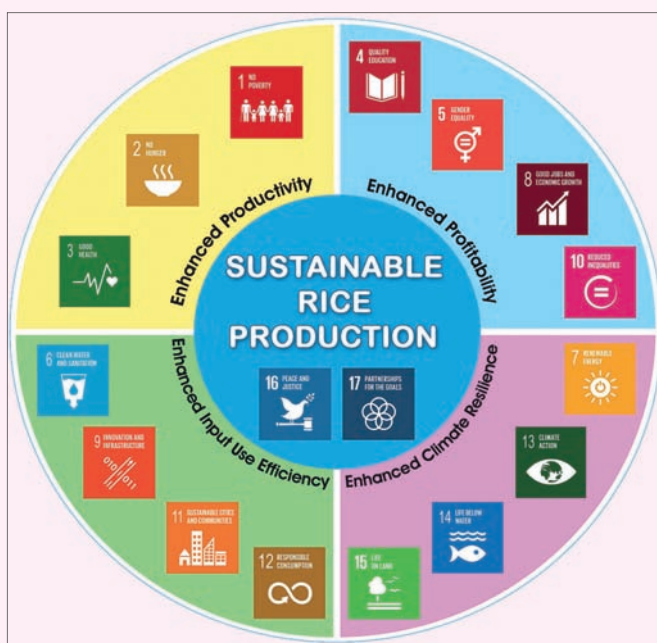 1 NO
POVERTY
2 NO
HUNGER
3 GOOD
HEALTH
Enhanced Productivity
4 QUALITY
EDUCATION
5 GENDER
EQUALITY
8 GOOD JOBS AND
ECONOMIC GROWTH
10 REDUCED
INEQUALITIES
Enhanced Profitability
SUSTAINABLE
RICE
PRODUCTION
16 PEACE AND
JUSTICE
17 PARTNERSHIPS
FOR THE GOALS
6 CLEAN WATER
AND SANITATION
9 INNOVATION AND
INFRASTRUCTURE
010
011
11 SUSTAINABLE CITIES
AND COMMUNITIES
12 RESPONSIBLE
CONSUMPTION
Enhanced Input Use Efficiency
7 RENEWABLE
ENERGY
13 CLIMATE
ACTION
14 LIFE BELOW
WATER
15 LIFE
ON LAND
Enhanced Climate Resilience